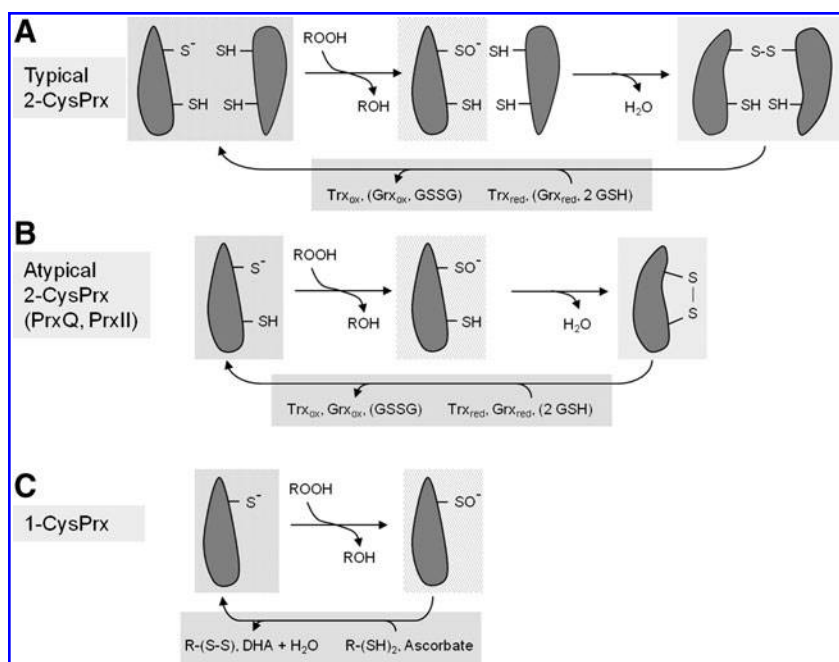 A
Typical
2-CysPrx
S⁻ SH
SH SH
ROOH
ROH
SO⁻ SH
SH SH
H₂O
S-S
SH SH
Trxₒₓ, (Grxₒₓ, GSSG) Trx_red, (Grx_red, 2 GSH)
B
Atypical
2-CysPrx
(PrxQ, PrxII)
S⁻
SH
ROOH
ROH
SO⁻
SH
H₂O
S
S
Trxₒₓ, Grxₒₓ, (GSSG) Trx_red, Grx_red, (2 GSH)
C
1-CysPrx
S⁻
ROOH
ROH
SO⁻
R-(S-S), DHA + H₂O R-(SH)₂, Ascorbate